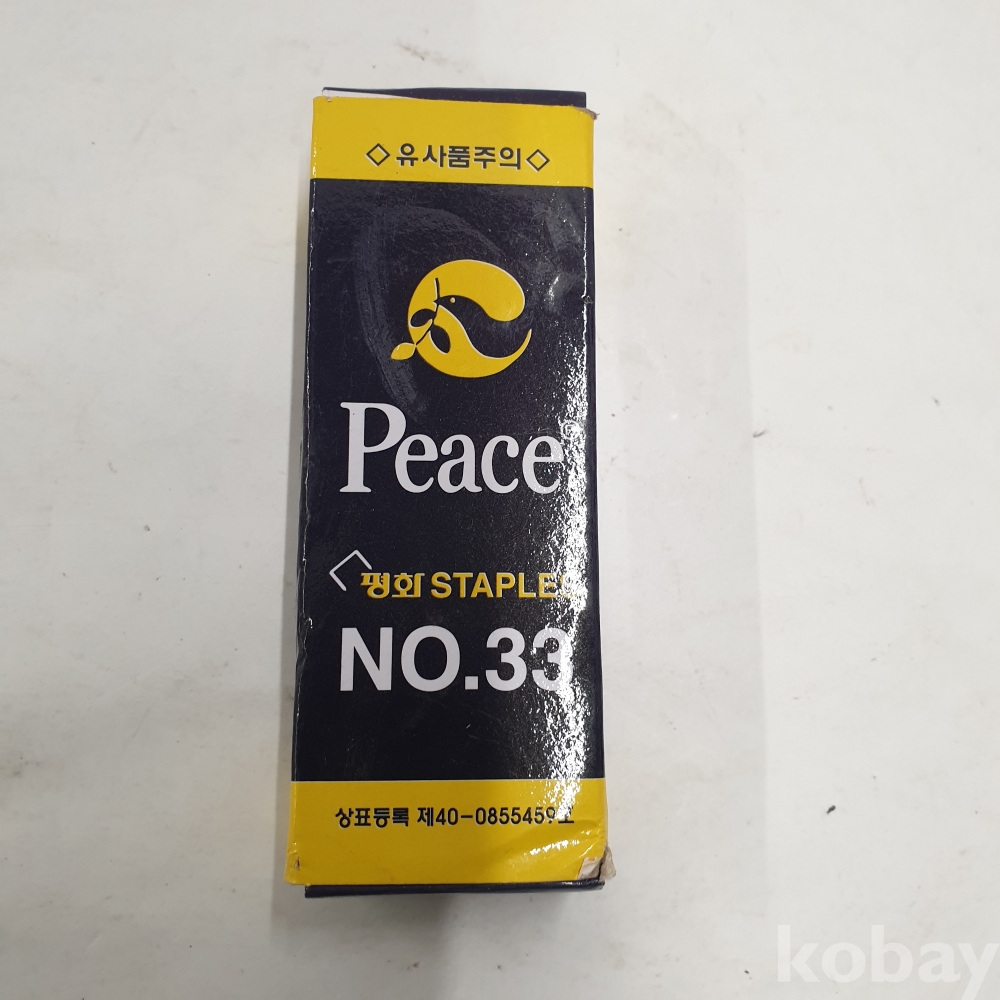 ◇유사품주의◇
Peace®
평화 STAPLES
NO.33
상표등록 제40-0855459호
kobay